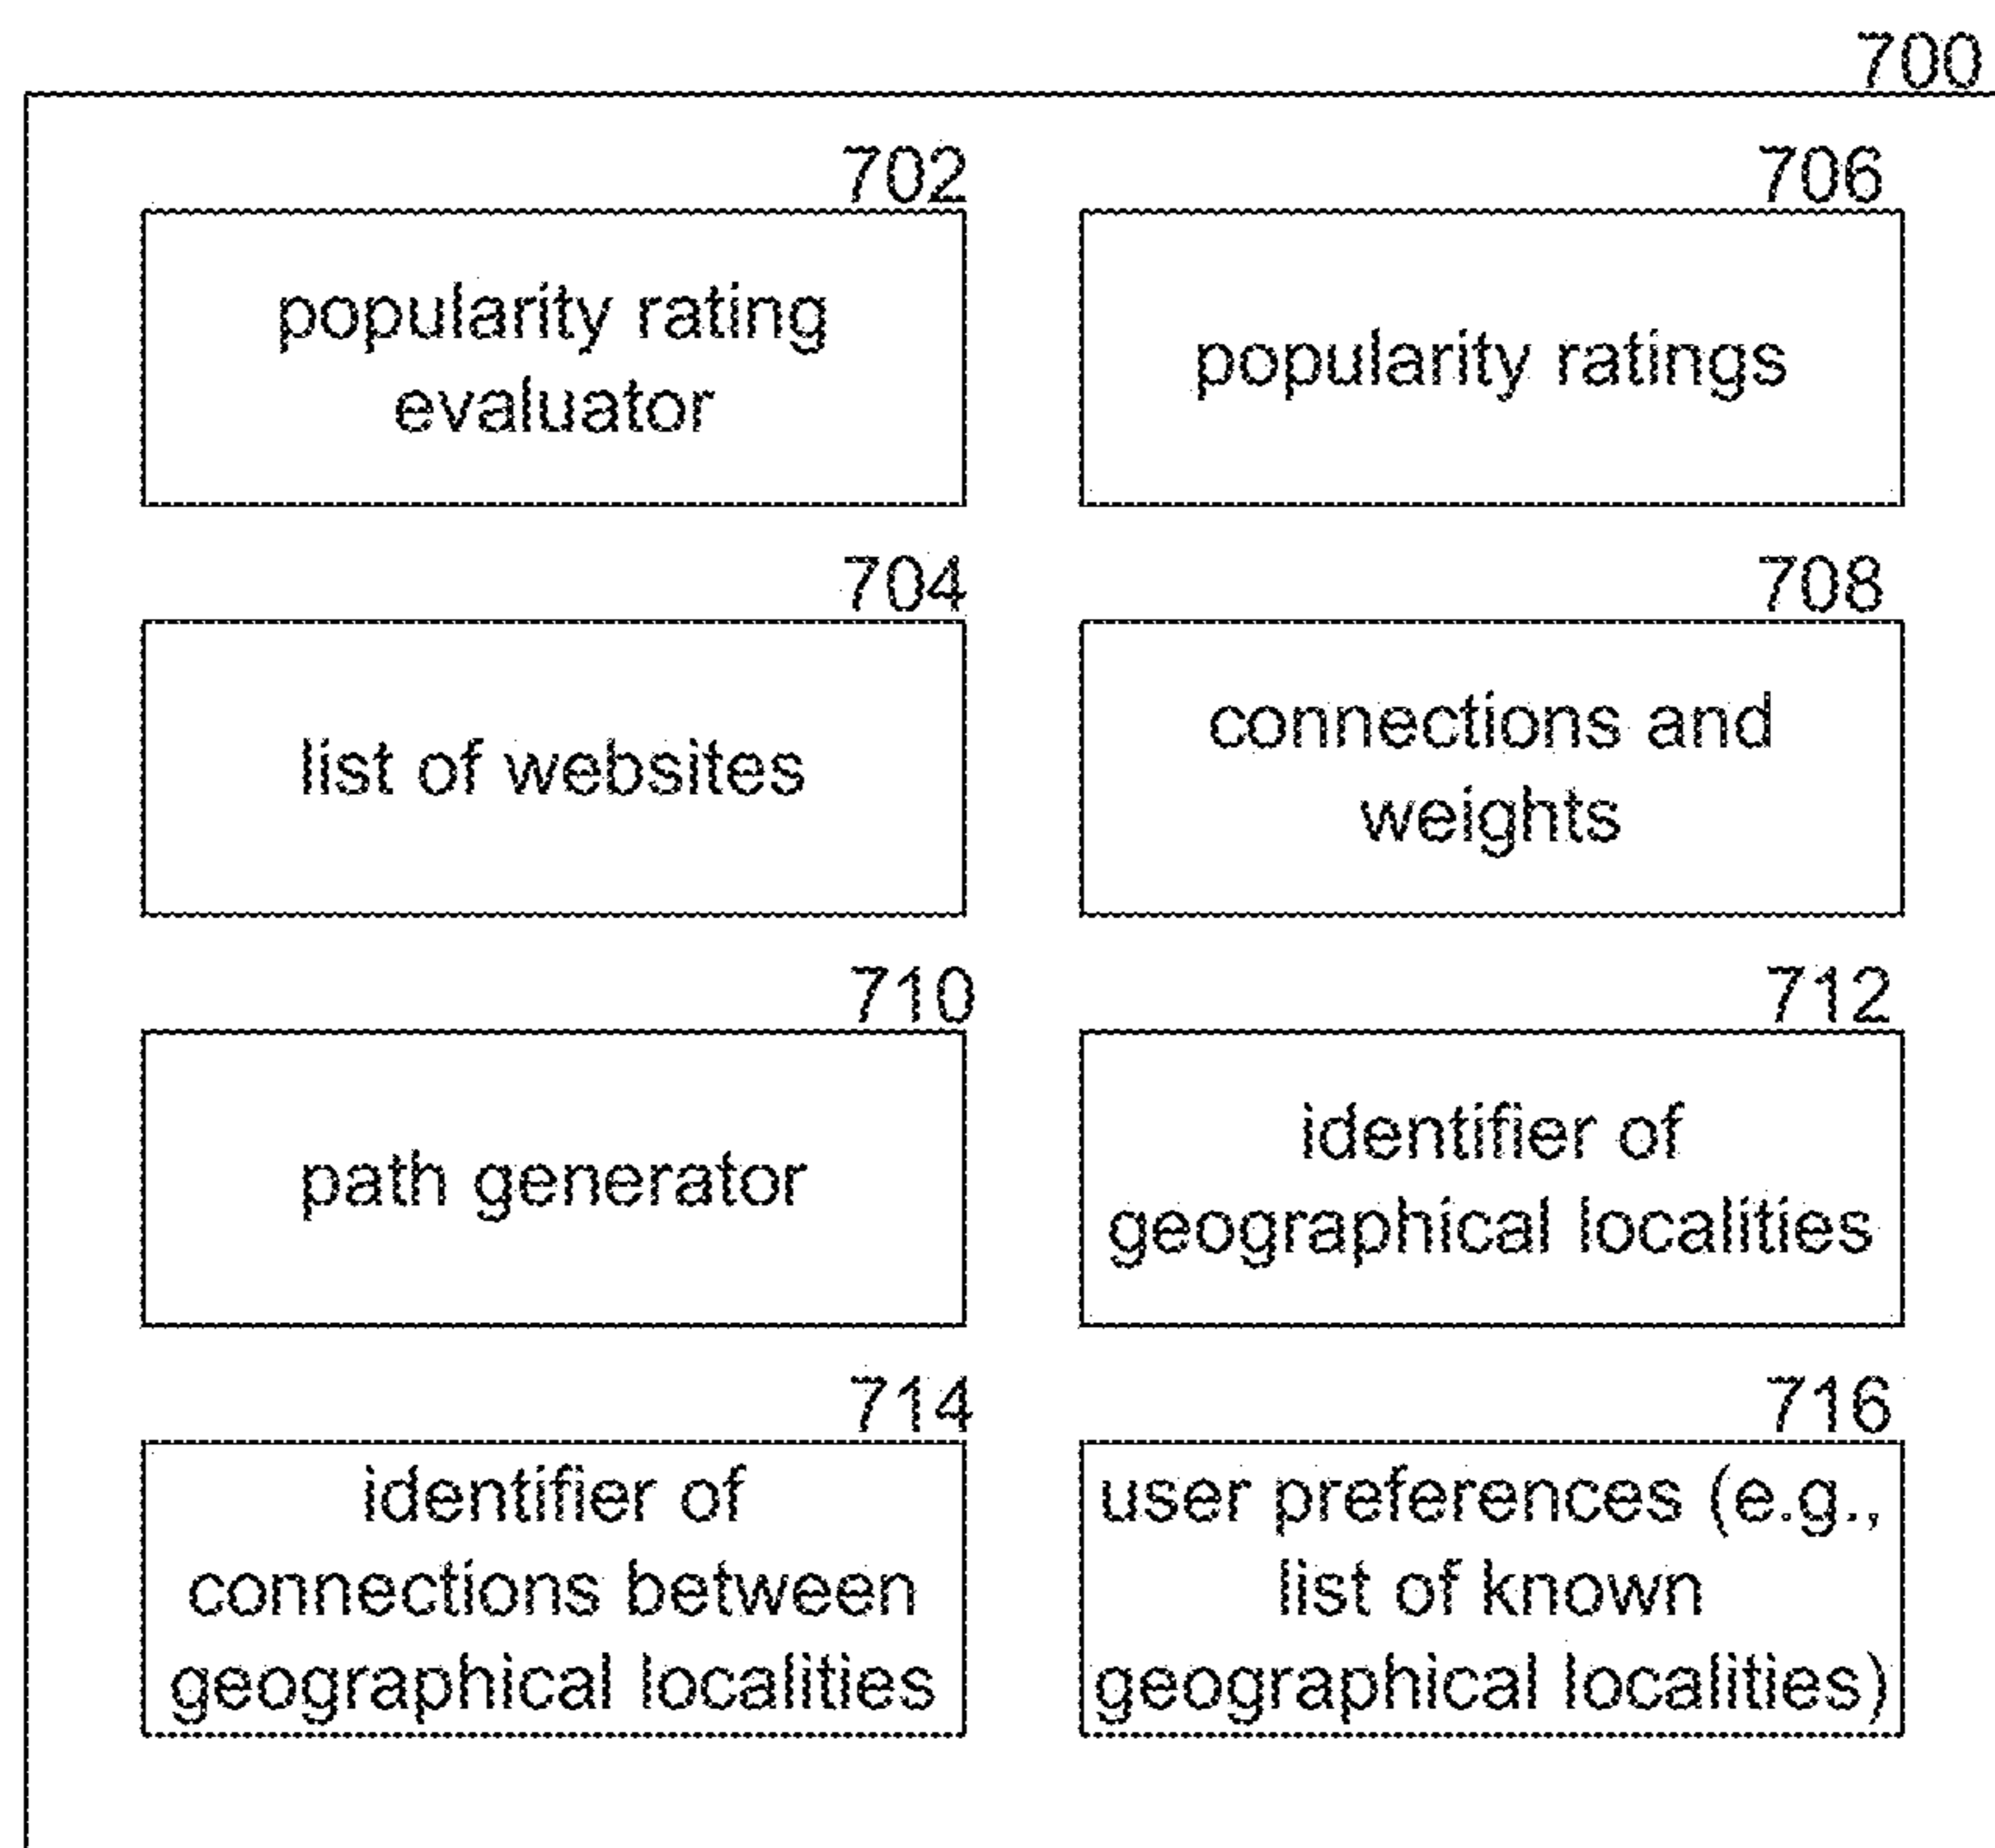 700
702
popularity rating
evaluator
706
popularity ratings
704
list of websites
708
connections and
weights
710
path generator
712
identifier of
geographical localities
714
identifier of
connections between
geographical localities
716
user preferences (e.g.,
list of known
geographical localities)